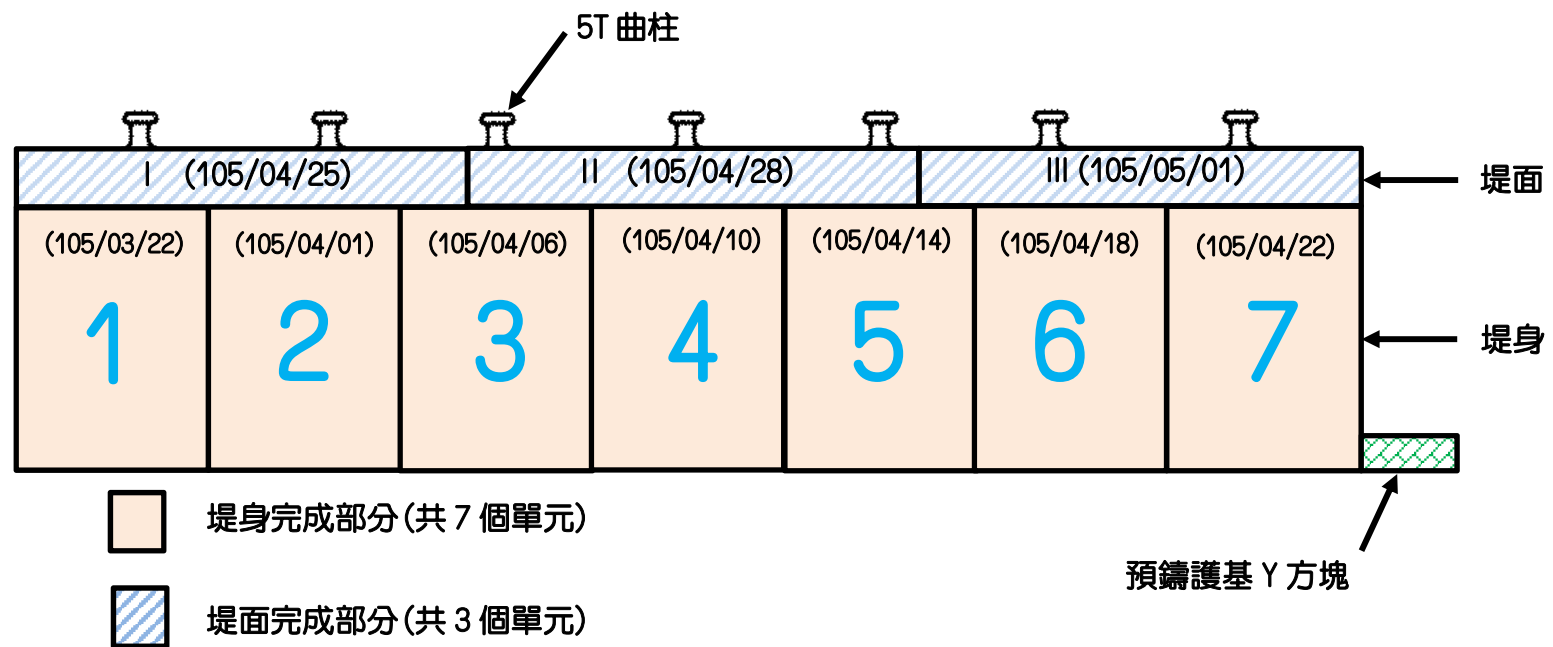 5T 曲柱
I (105/04/25)
II (105/04/28)
III (105/05/01)
堤面
(105/03/22)
(105/04/01)
(105/04/06)
(105/04/10)
(105/04/14)
(105/04/18)
(105/04/22)
1
2
3
4
5
6
7
堤身
堤身完成部分(共 7 個單元)
預鑄護基 Y 方塊
堤面完成部分(共 3 個單元)